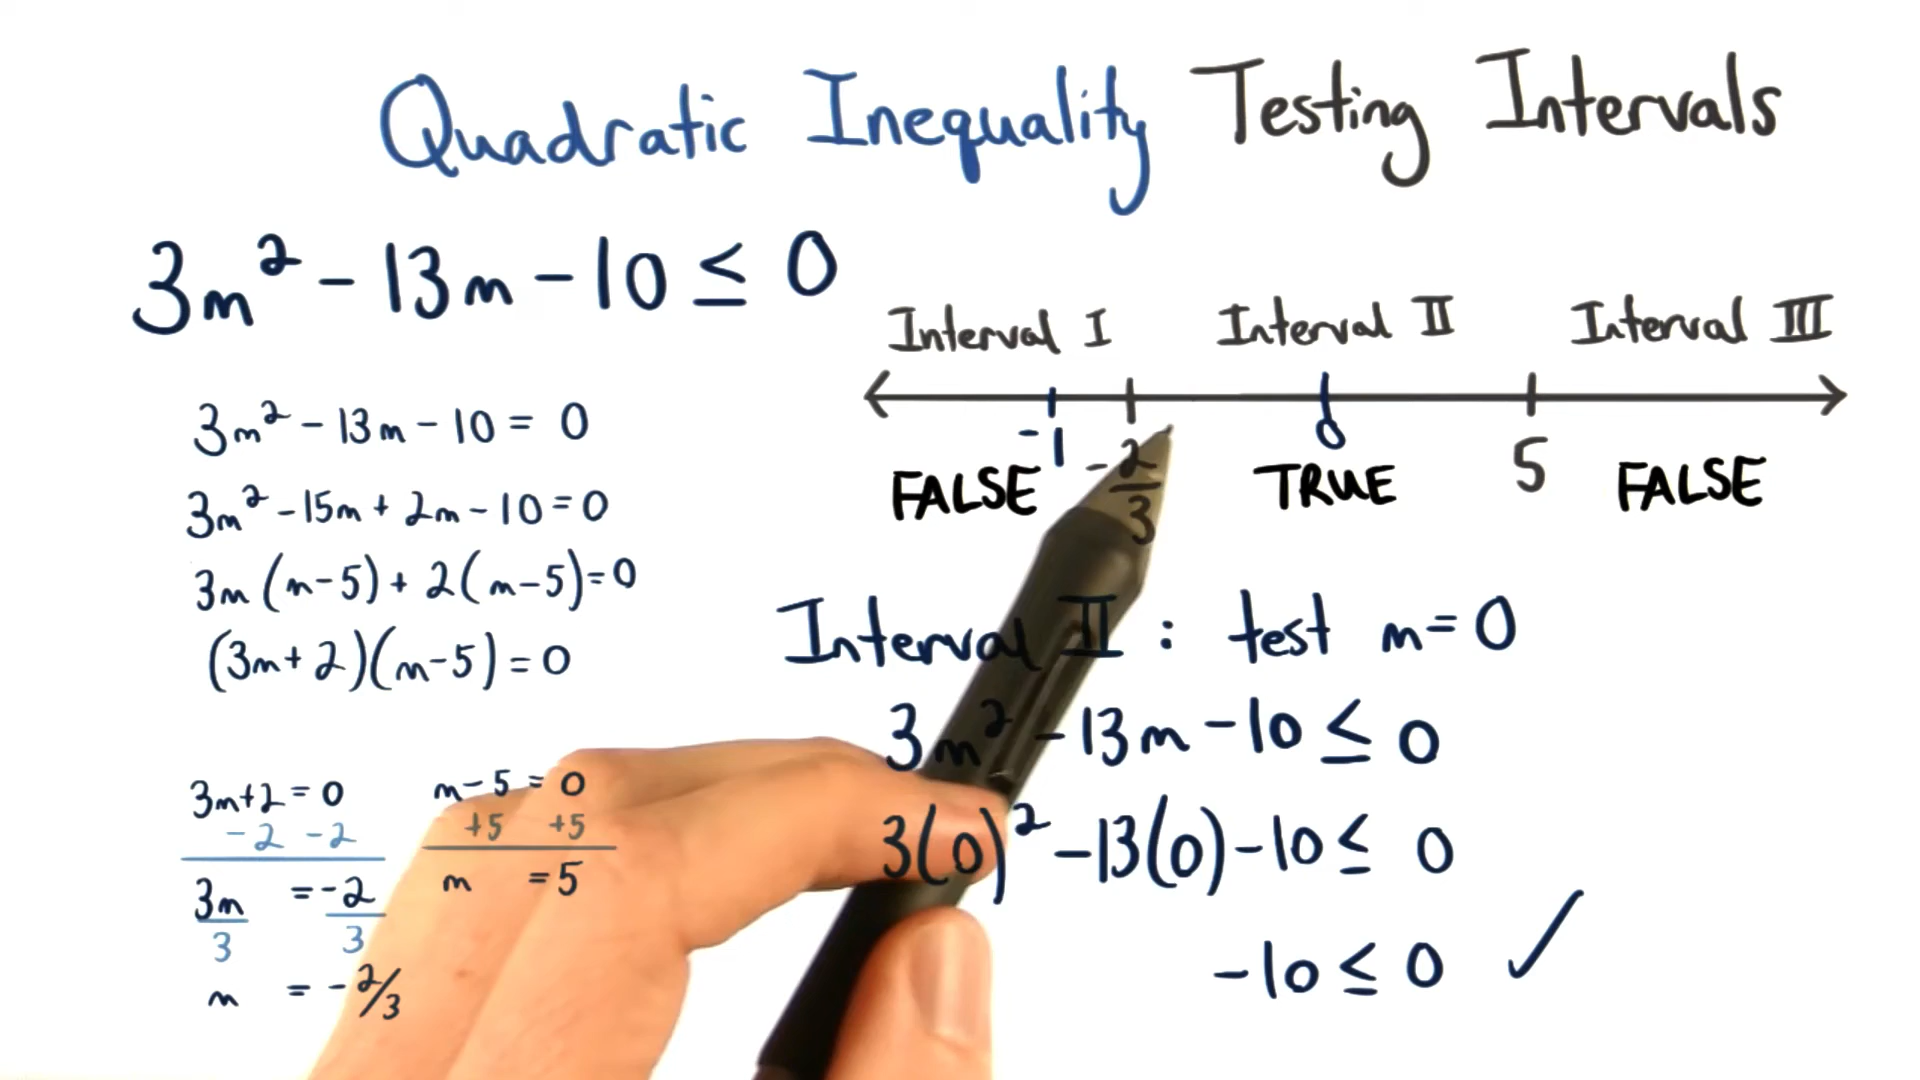 Quadratic Inequality Testing Intervals
3m² - 13m - 10 ≤ 0
Interval I Interval II Interval III
-1 -2/3 0 5
FALSE TRUE FALSE
3m² - 13m - 10 = 0
3m² - 15m + 2m - 10 = 0
3m(m-5) + 2(m-5) = 0
(3m+2)(m-5) = 0
3m+2 = 0
-2 -2
3m = -2
3 3
m = -2/3
m - 5 = 0
+5 +5
m = 5
Interval II : test m = 0
3m² - 13m - 10 ≤ 0
3(0)² - 13(0) - 10 ≤ 0
-10 ≤ 0 ✓